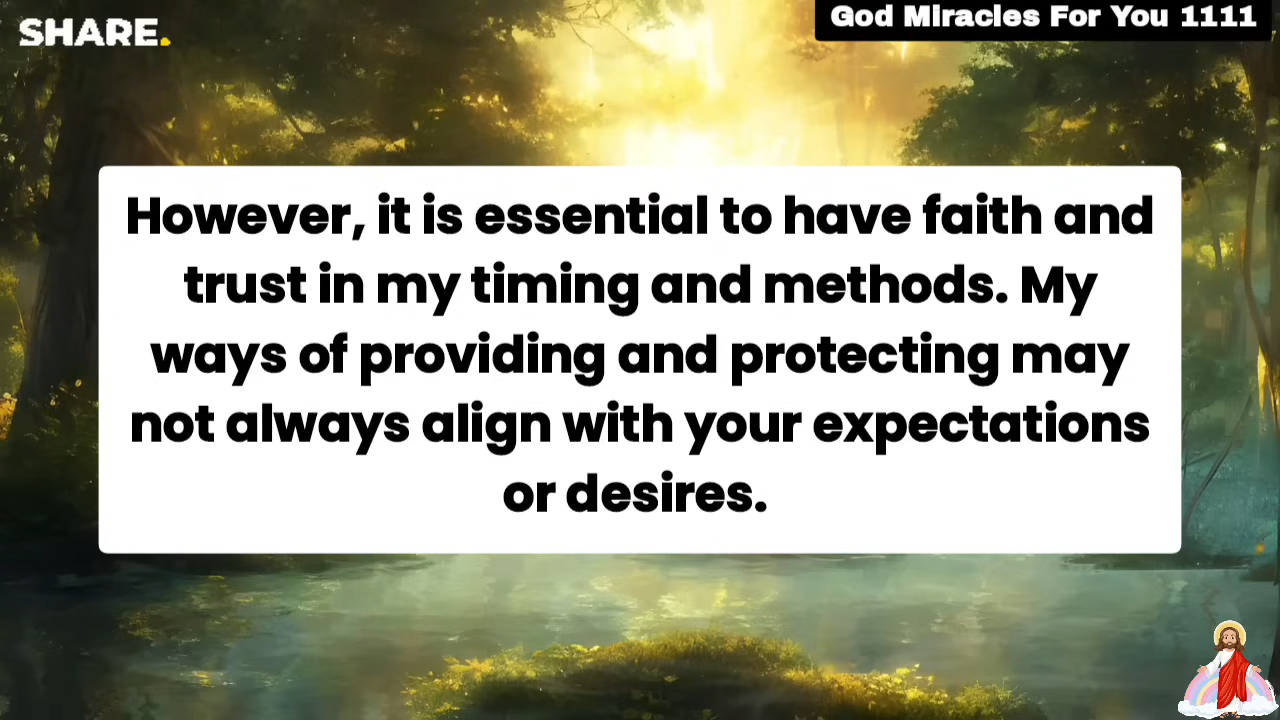 SHARE.
God Miracles For You 1111
However, it is essential to have faith and
trust in my timing and methods. My
ways of providing and protecting may
not always align with your expectations
or desires.